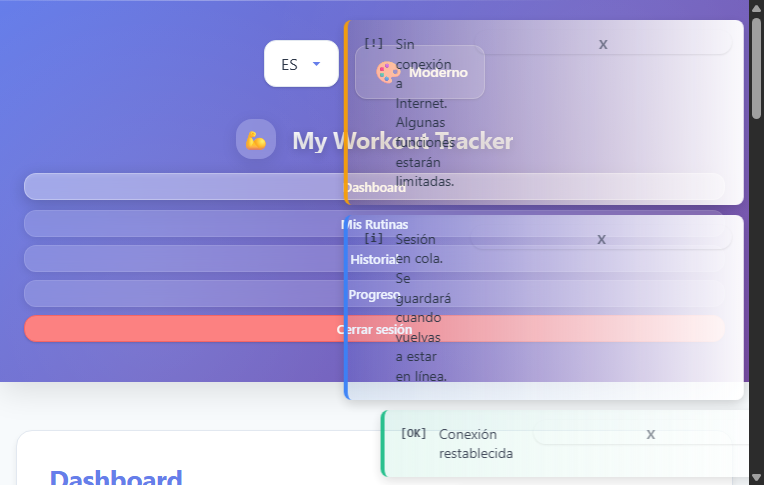 ES
Moderno
My Workout Tracker
Dashboard
Mis Rutinas
Historial
Progreso
Cerrar sesión
[!] Sin
conexión
a
Internet.
Algunas
funciones
estarán
limitadas.
X
[i] Sesión
en cola.
Se
guardará
cuando
vuelvas
a estar
en línea.
X
[OK] Conexión
restablecida
X
Dashboard